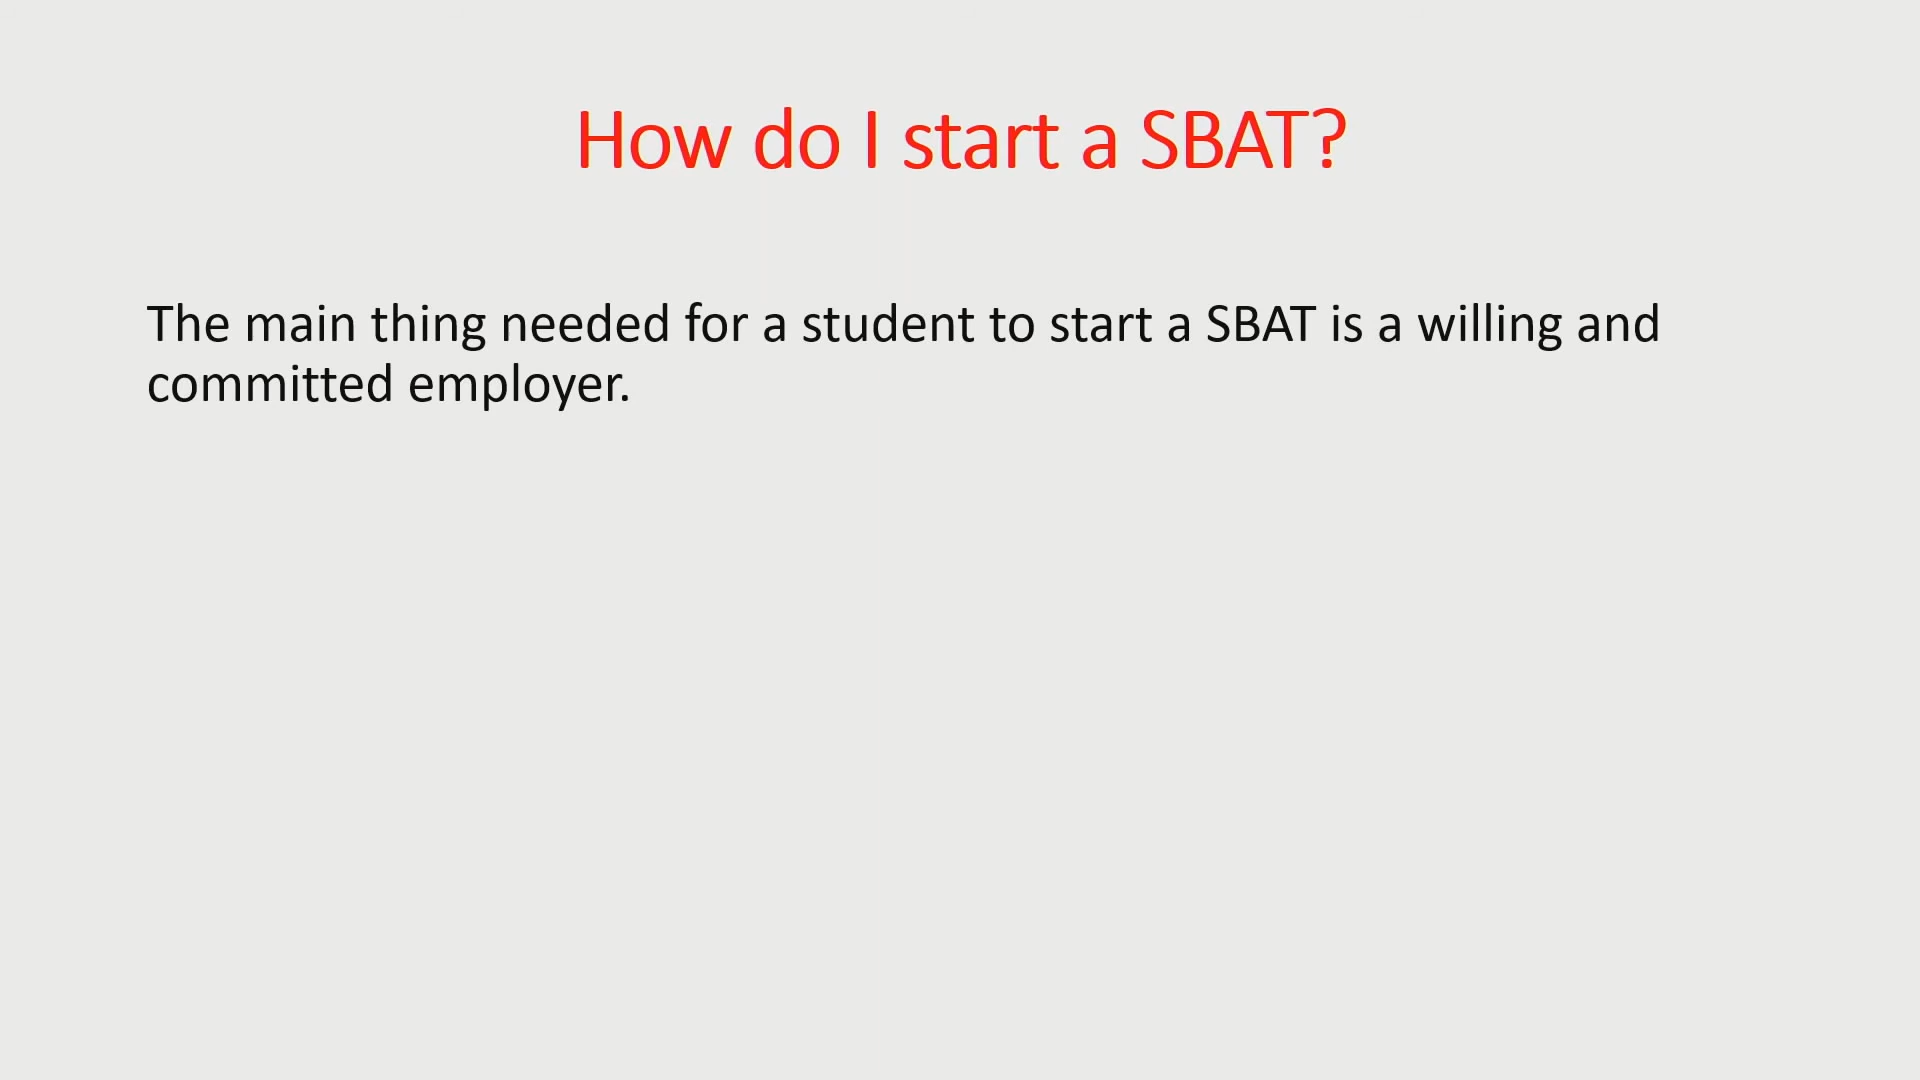 How do I start a SBAT?
The main thing needed for a student to start a SBAT is a willing and
committed employer.